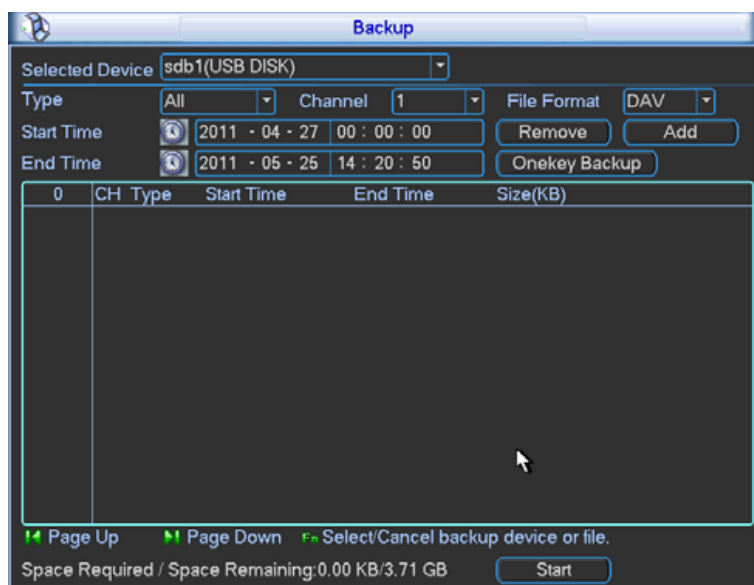 Backup
Selected Device sdb1(USB DISK)
Type All Channel 1 File Format DAV
Start Time 2011 - 04 - 27 00 : 00 : 00 Remove Add
End Time 2011 - 05 - 25 14 : 20 : 50 Onekey Backup
0 CH Type Start Time End Time Size(KB)
Page Up Page Down Fn Select/Cancel backup device or file.
Space Required / Space Remaining:0.00 KB/3.71 GB Start